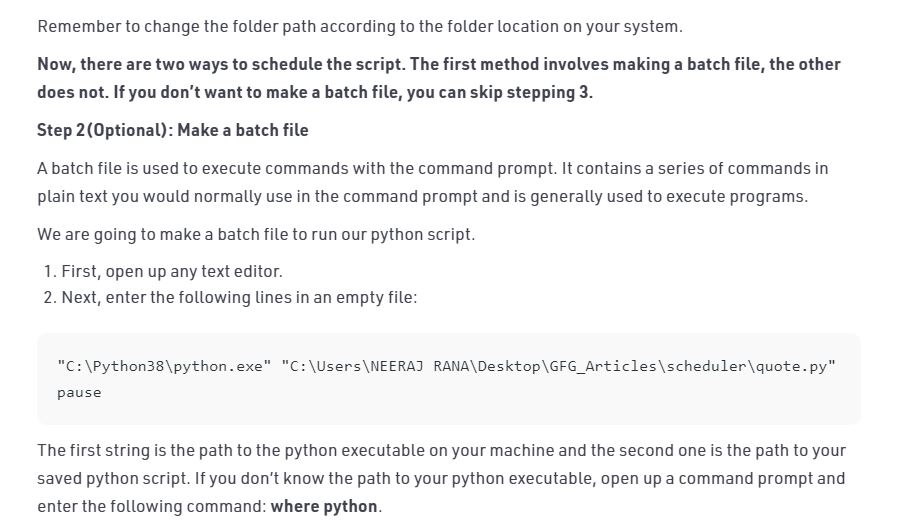 Remember to change the folder path according to the folder location on your system.
Now, there are two ways to schedule the script. The first method involves making a batch file, the other
does not. If you don't want to make a batch file, you can skip stepping 3.
Step 2(Optional): Make a batch file
A batch file is used to execute commands with the command prompt. It contains a series of commands in
plain text you would normally use in the command prompt and is generally used to execute programs.
We are going to make a batch file to run our python script.
1. First, open up any text editor.
2. Next, enter the following lines in an empty file:
"C:\Python38\python.exe" "C:\Users\NEERAJ RANA\Desktop\GFG_Articles\scheduler\quote.py"
pause
The first string is the path to the python executable on your machine and the second one is the path to your
saved python script. If you don't know the path to your python executable, open up a command prompt and
enter the following command: where python.